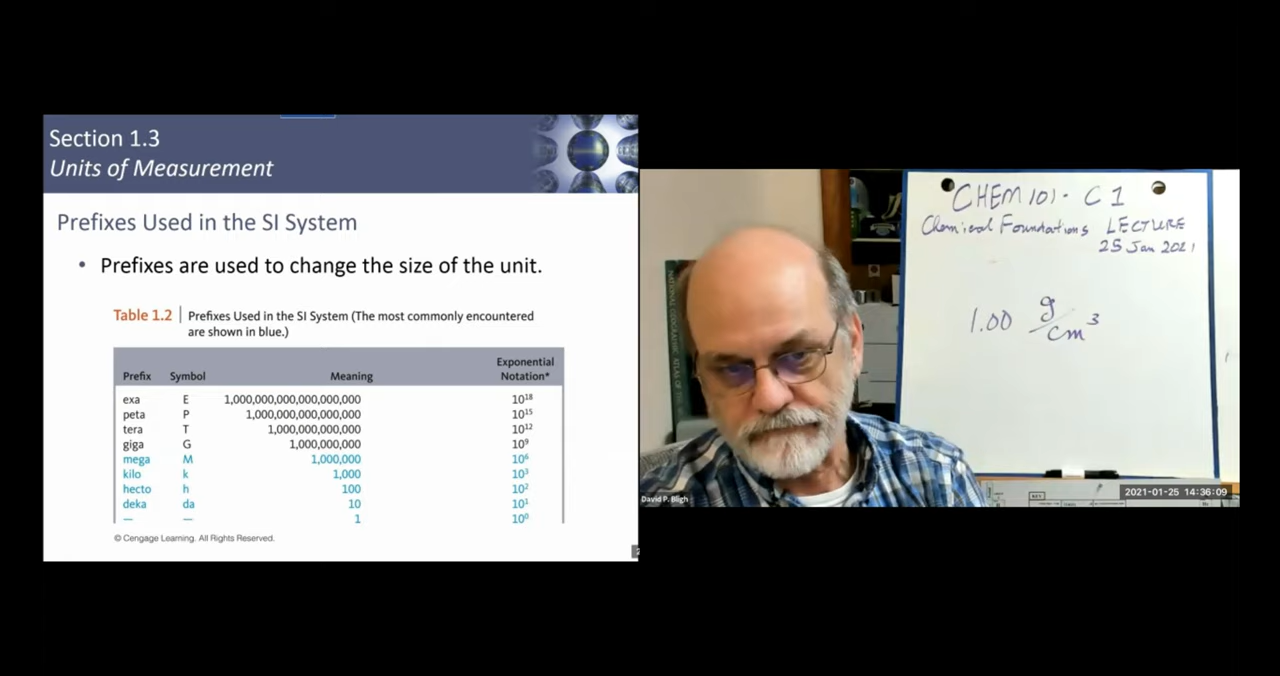 Section 1.3
Units of Measurement
Prefixes Used in the SI System
• Prefixes are used to change the size of the unit.
Table 1.2 | Prefixes Used in the SI System (The most commonly encountered
are shown in blue.)
Exponential
Prefix Symbol Meaning Notation*
exa E 1,000,000,000,000,000,000 10¹⁸
peta P 1,000,000,000,000,000 10¹⁵
tera T 1,000,000,000,000 10¹²
giga G 1,000,000,000 10⁹
mega M 1,000,000 10⁶
kilo k 1,000 10³
hecto h 100 10²
deka da 10 10¹
— — 1 10⁰
© Cengage Learning. All Rights Reserved.
CHEM 101 - C1
Chemical Foundations LECTURE
25 Jan 2021
1.00 g/cm³
NATIONAL GEOGRAPHIC ATLAS OF THE
David P. Bligh
KEY
2021-01-25 14:36:09